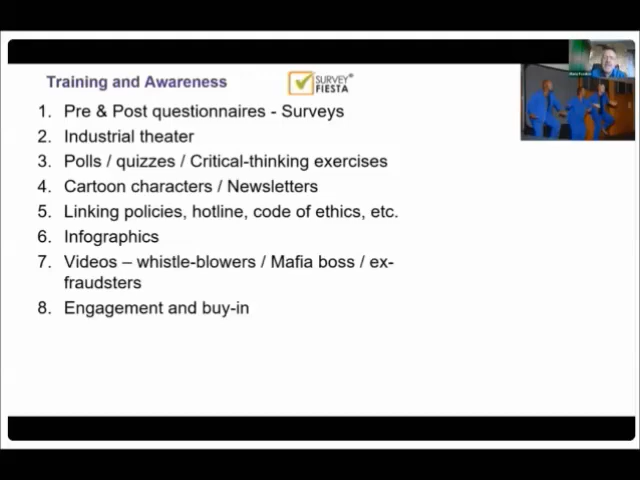 Training and Awareness
SURVEY
FIESTA
1. Pre & Post questionnaires - Surveys
2. Industrial theater
3. Polls / quizzes / Critical-thinking exercises
4. Cartoon characters / Newsletters
5. Linking policies, hotline, code of ethics, etc.
6. Infographics
7. Videos – whistle-blowers / Mafia boss / ex-
fraudsters
8. Engagement and buy-in